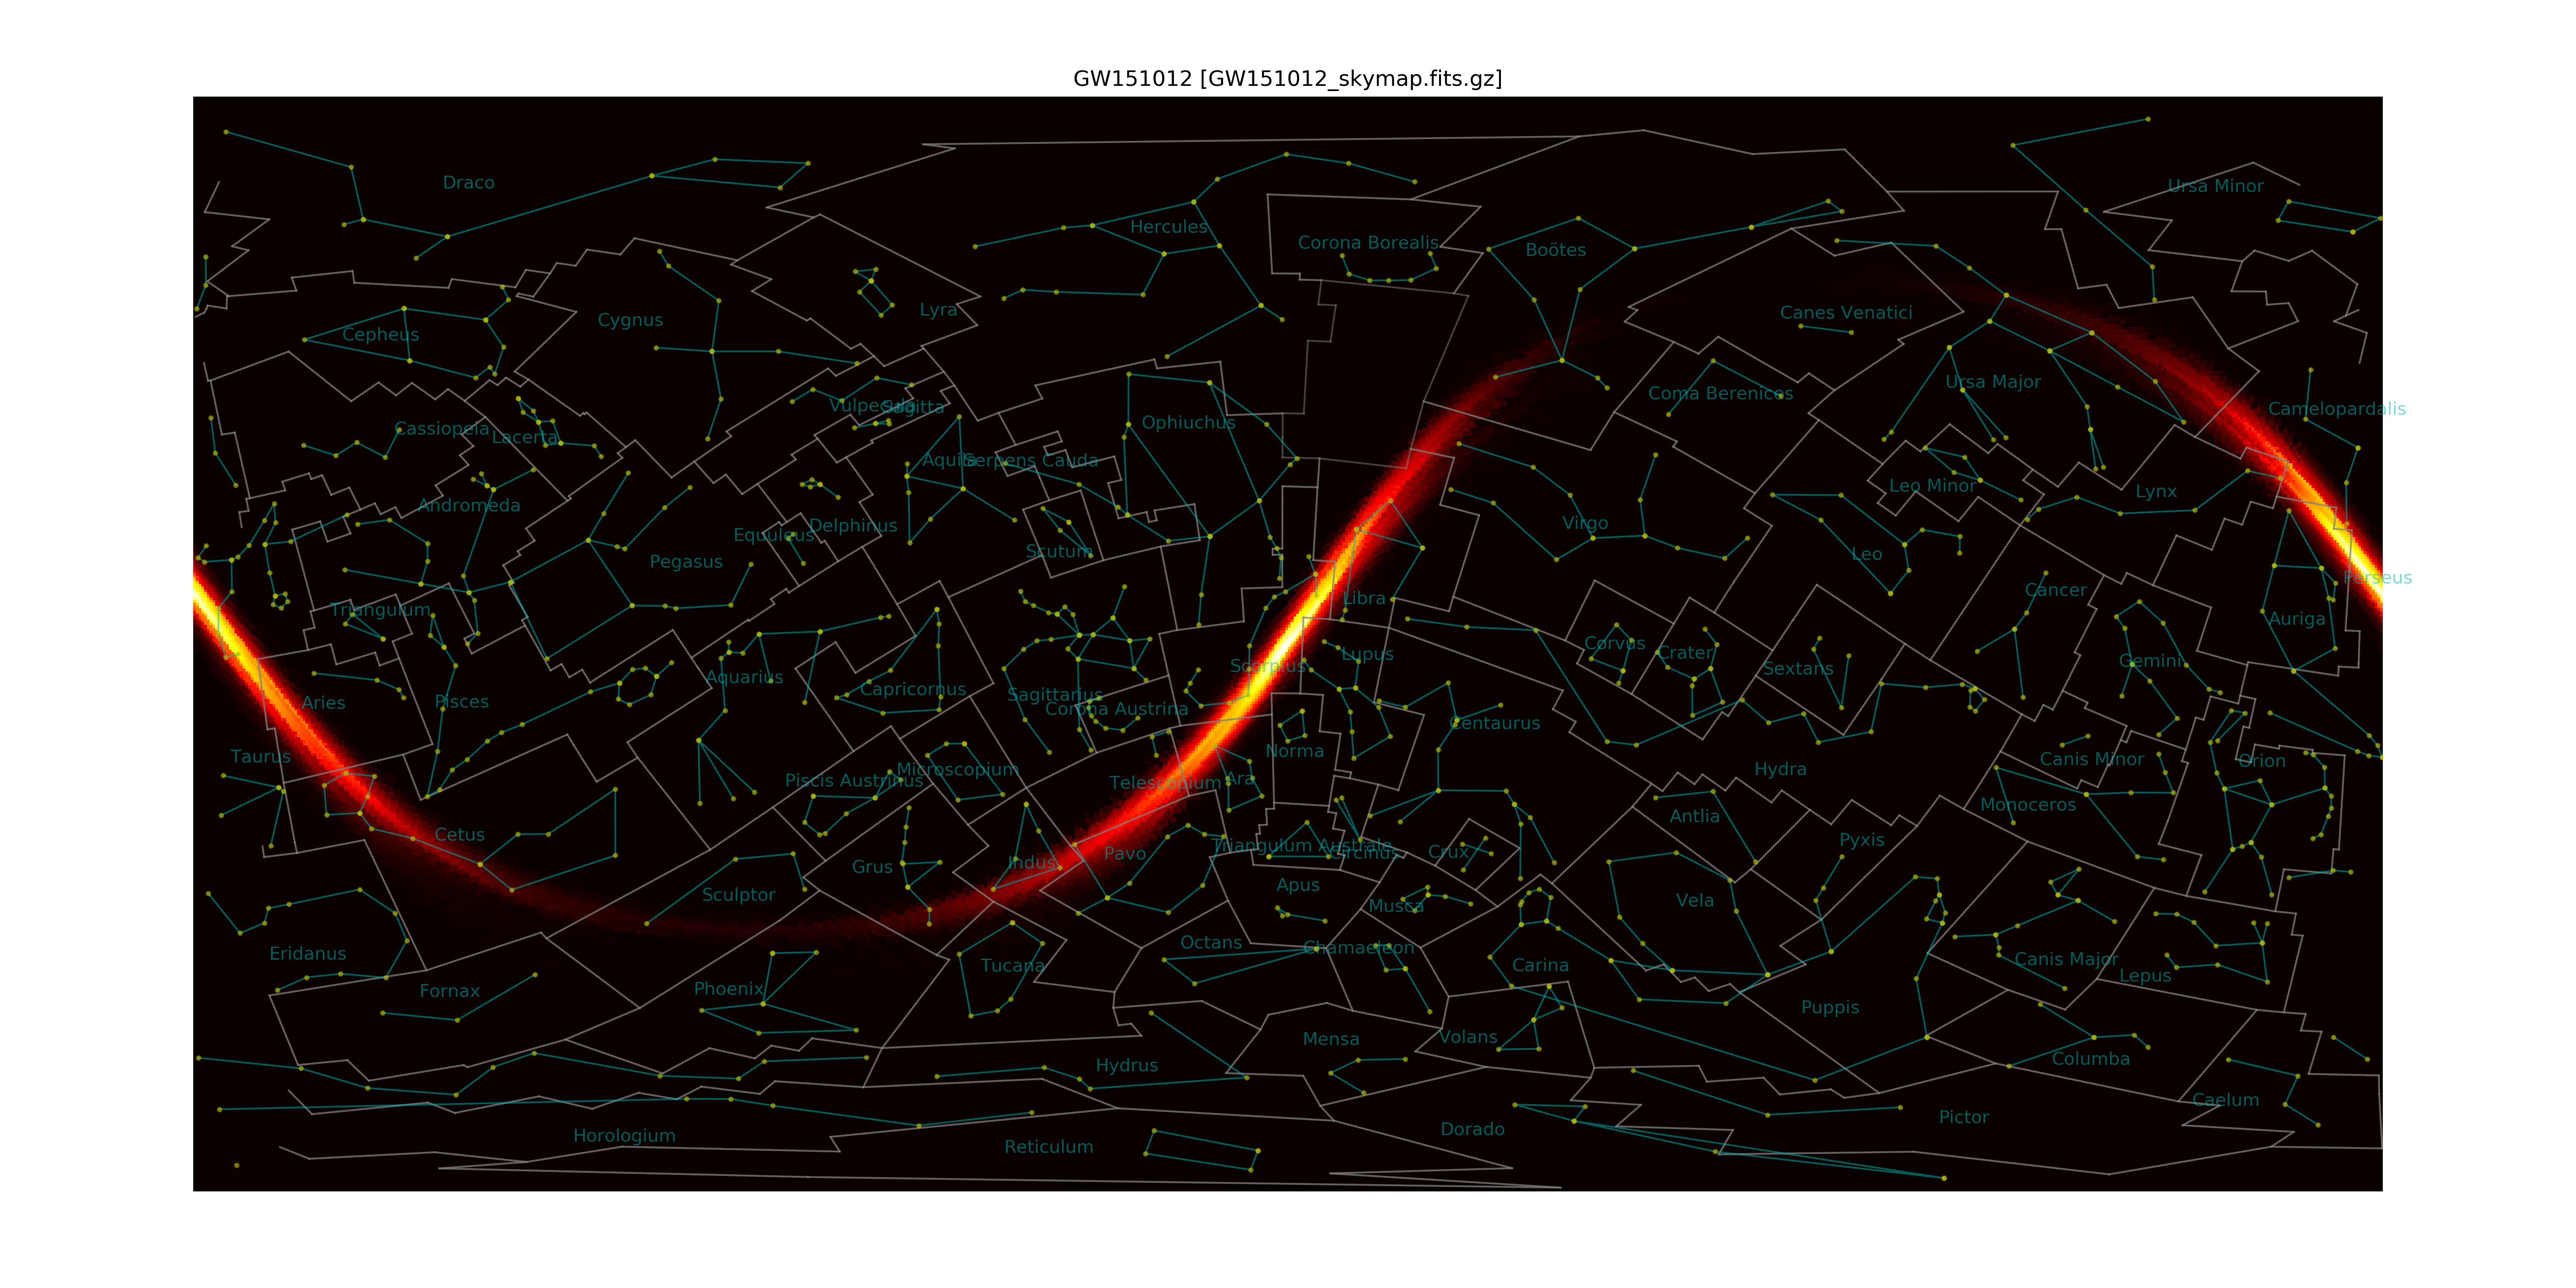 GW151012 [GW151012_skymap.fits.gz]
Draco
Ursa Minor
Hercules
Corona Borealis
Boötes
Lyra
Canes Venatici
Cygnus
Cepheus
Ursa Major
Coma Berenices
Vulpecula
Sagitta
Camelopardalis
Ophiuchus
Cassiopeia
Lacerta
Aquila
Serpens Cauda
Leo Minor
Lynx
Andromeda
Virgo
Delphinus
Equuleus
Scutum
Leo
Pegasus
Perseus
Cancer
Libra
Triangulum
Auriga
Corvus
Crater
Lupus
Gemini
Scorpius
Sextans
Aquarius
Capricornus
Sagittarius
Aries
Pisces
Corona Austrina
Centaurus
Norma
Taurus
Canis Minor
Orion
Microscopium
Hydra
Piscis Austrinus
Telescopium
Ara
Monoceros
Antlia
Cetus
Pyxis
Triangulum Australe
Circinus
Crux
Pavo
Indus
Grus
Apus
Sculptor
Vela
Musca
Octans
Chamaeleon
Eridanus
Canis Major
Tucana
Carina
Lepus
Phoenix
Fornax
Puppis
Volans
Mensa
Columba
Hydrus
Caelum
Pictor
Dorado
Horologium
Reticulum